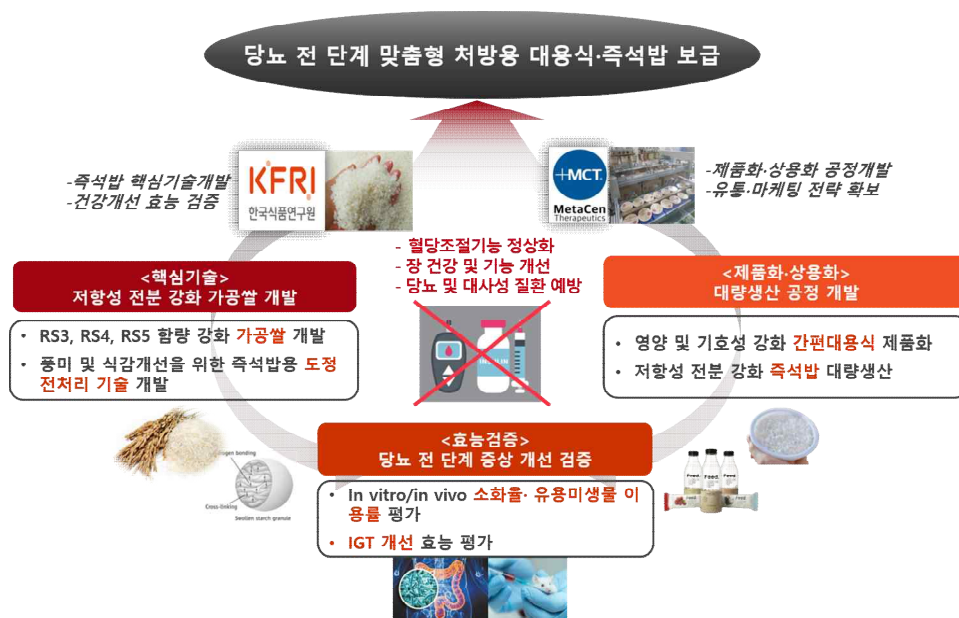 당뇨 전 단계 맞춤형 처방용 대용식·즉석밥 보급
-즉석밥 핵심기술개발
-건강개선 효능 검증
KFRI
한국식품연구원
+MCT
MetaCen
Therapeutics
-제품화·상용화 공정개발
-유통·마케팅 전략 확보
- 혈당조절기능 정상화
- 장 건강 및 기능 개선
- 당뇨 및 대사성 질환 예방
<핵심기술>
저항성 전분 강화 가공쌀 개발
• RS3, RS4, RS5 함량 강화 가공쌀 개발
• 풍미 및 식감개선을 위한 즉석밥용 도정
전처리 기술 개발
<제품화·상용화>
대량생산 공정 개발
• 영양 및 기호성 강화 간편대용식 제품화
• 저항성 전분 강화 즉석밥 대량생산
bonding
Cross-linking
Swollen starch granule
<효능검증>
당뇨 전 단계 증상 개선 검증
• In vitro/in vivo 소화율· 유용미생물 이
용률 평가
• IGT 개선 효능 평가
Feed.
Feed.
Feed.